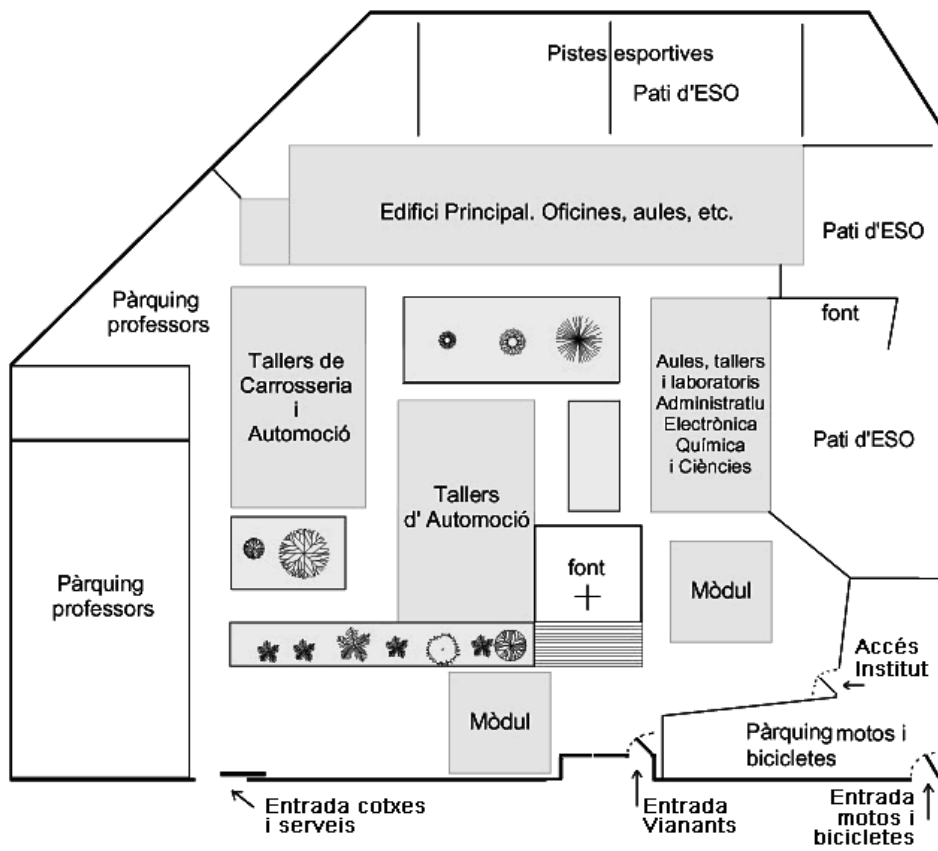 Pistes esportives
Pati d'ESO
Edifici Principal. Oficines, aules, etc.
Pati d'ESO
Pàrquing
professors
font
Tallers de
Carrosseria
i
Automoció
Aules, tallers
i laboratoris
Administratiu
Electrònica
Química
i Ciències
Pati d'ESO
Tallers
d' Automoció
Pàrquing
professors
font
Mòdul
Accés
Institut
Mòdul
Pàrquing motos i
bicicletes
Entrada cotxes
i serveis
Entrada
Vianants
Entrada
motos i
bicicletes